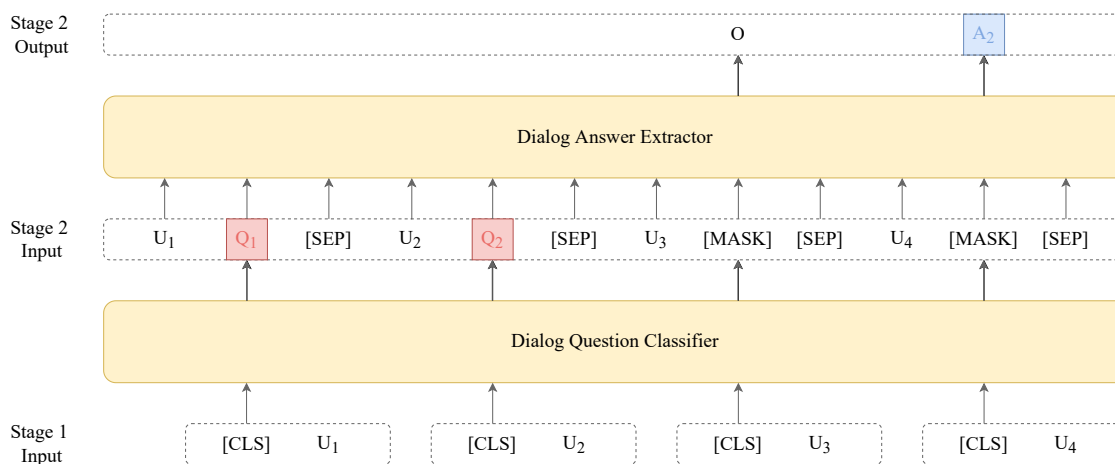 Stage 2
Output
O
A2
Dialog Answer Extractor
Stage 2
Input
U1 Q1 [SEP] U2 Q2 [SEP] U3 [MASK] [SEP] U4 [MASK] [SEP]
Dialog Question Classifier
Stage 1
Input
[CLS] U1 [CLS] U2 [CLS] U3 [CLS] U4